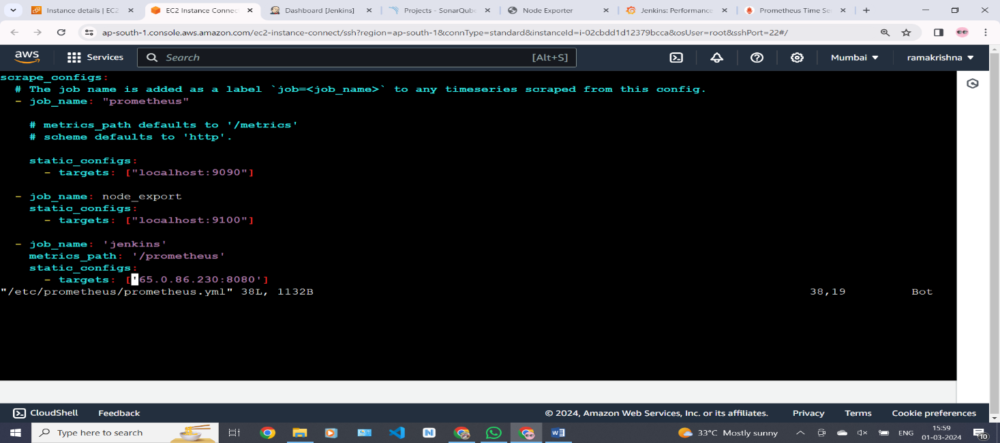 Instance details | EC2
EC2 Instance Connect
Dashboard [Jenkins]
Projects - SonarQube
Node Exporter
Jenkins: Performance
Prometheus Time Se
ap-south-1.console.aws.amazon.com/ec2-instance-connect/ssh?region=ap-south-1&connType=standard&instanceId=i-02cbdd1d12379bcca&osUser=root&sshPort=22#/
aws
Services
Search
[Alt+S]
Mumbai
ramakrishna
scrape_configs:
# The job name is added as a label `job=<job_name>` to any timeseries scraped from this config.
- job_name: "prometheus"
# metrics_path defaults to '/metrics'
# scheme defaults to 'http'.
static_configs:
- targets: ["localhost:9090"]
- job_name: node_export
static_configs:
- targets: ["localhost:9100"]
- job_name: 'jenkins'
metrics_path: '/prometheus'
static_configs:
- targets: ['65.0.86.230:8080']
"/etc/prometheus/prometheus.yml" 38L, 1132B 38,19 Bot
CloudShell
Feedback
© 2024, Amazon Web Services, Inc. or its affiliates.
Privacy
Terms
Cookie preferences
Type here to search
33°C Mostly sunny
ENG
15:59
01-03-2024
10